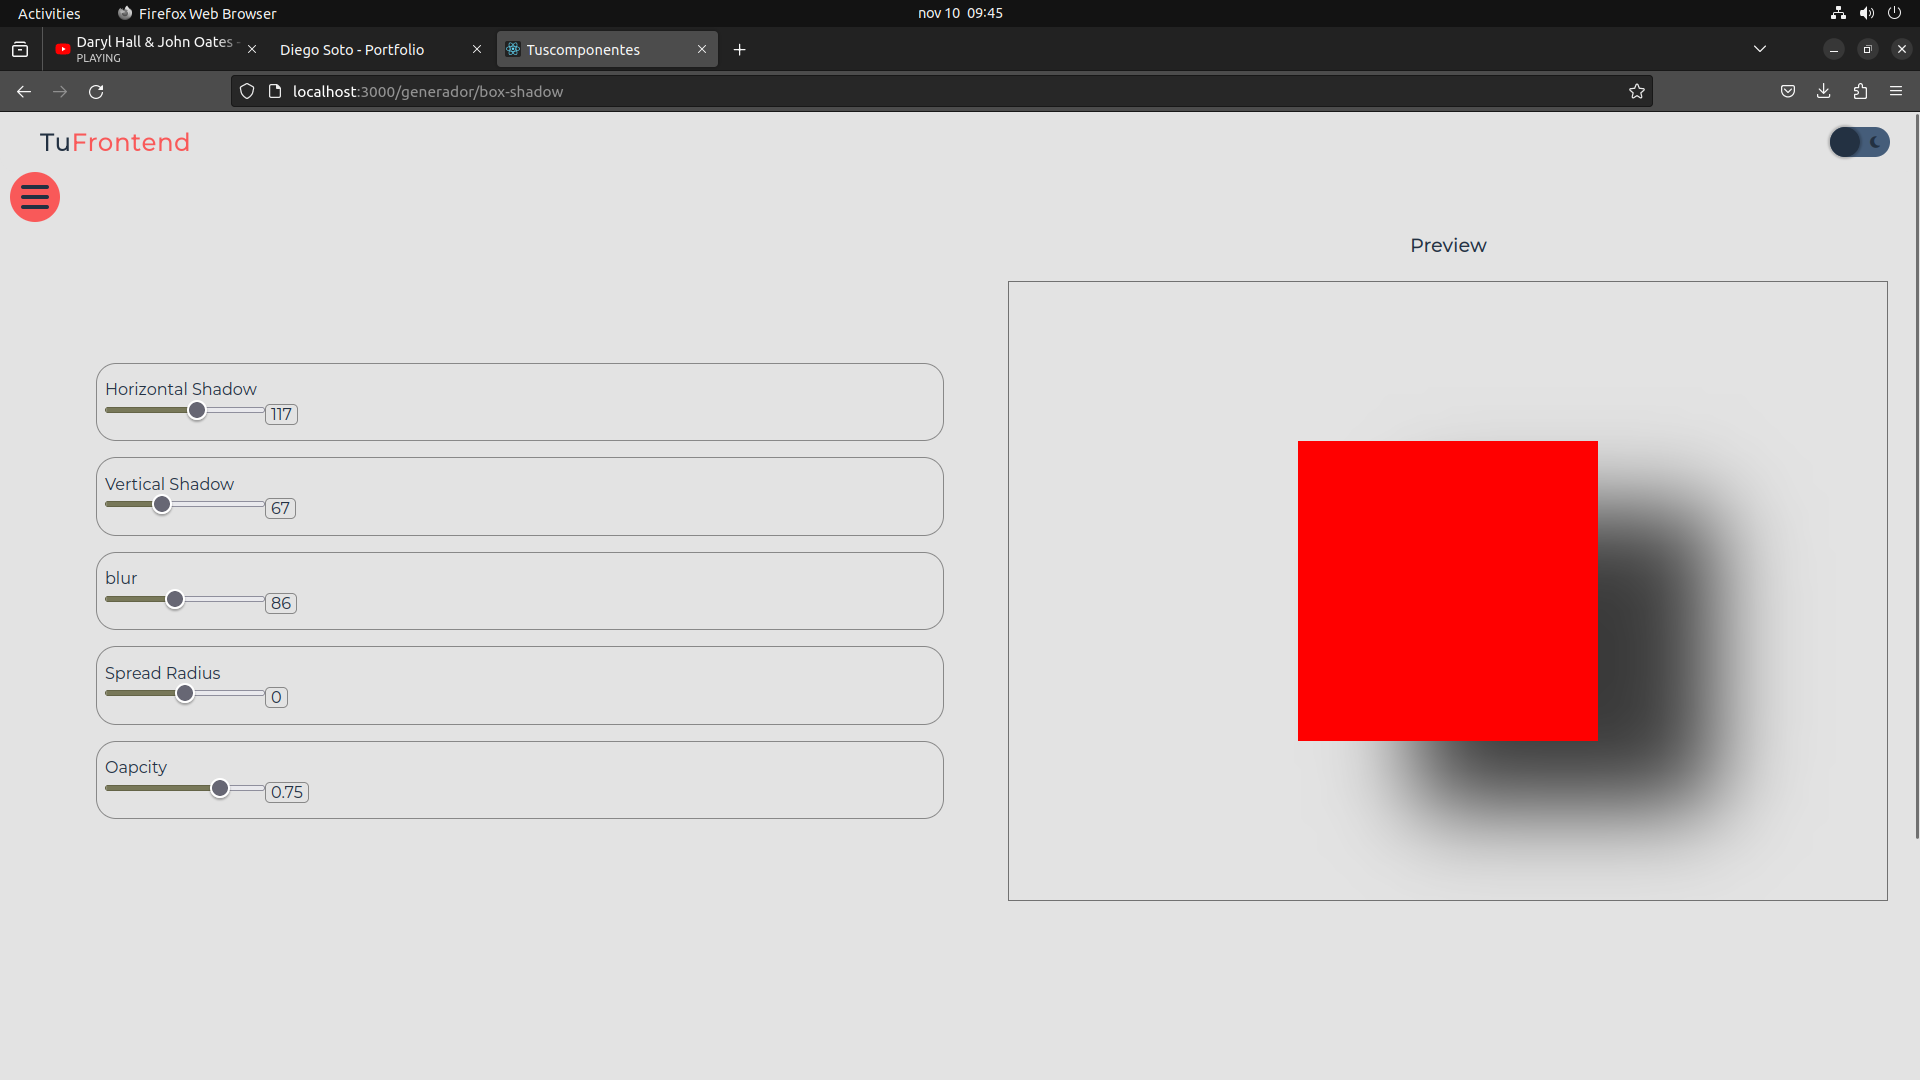 Activities
Firefox Web Browser
nov 10 09:45
Daryl Hall & John Oates -
PLAYING
Diego Soto - Portfolio
Tuscomponentes
localhost:3000/generador/box-shadow
TuFrontend
Preview
Horizontal Shadow
117
Vertical Shadow
67
blur
86
Spread Radius
0
Oapcity
0.75